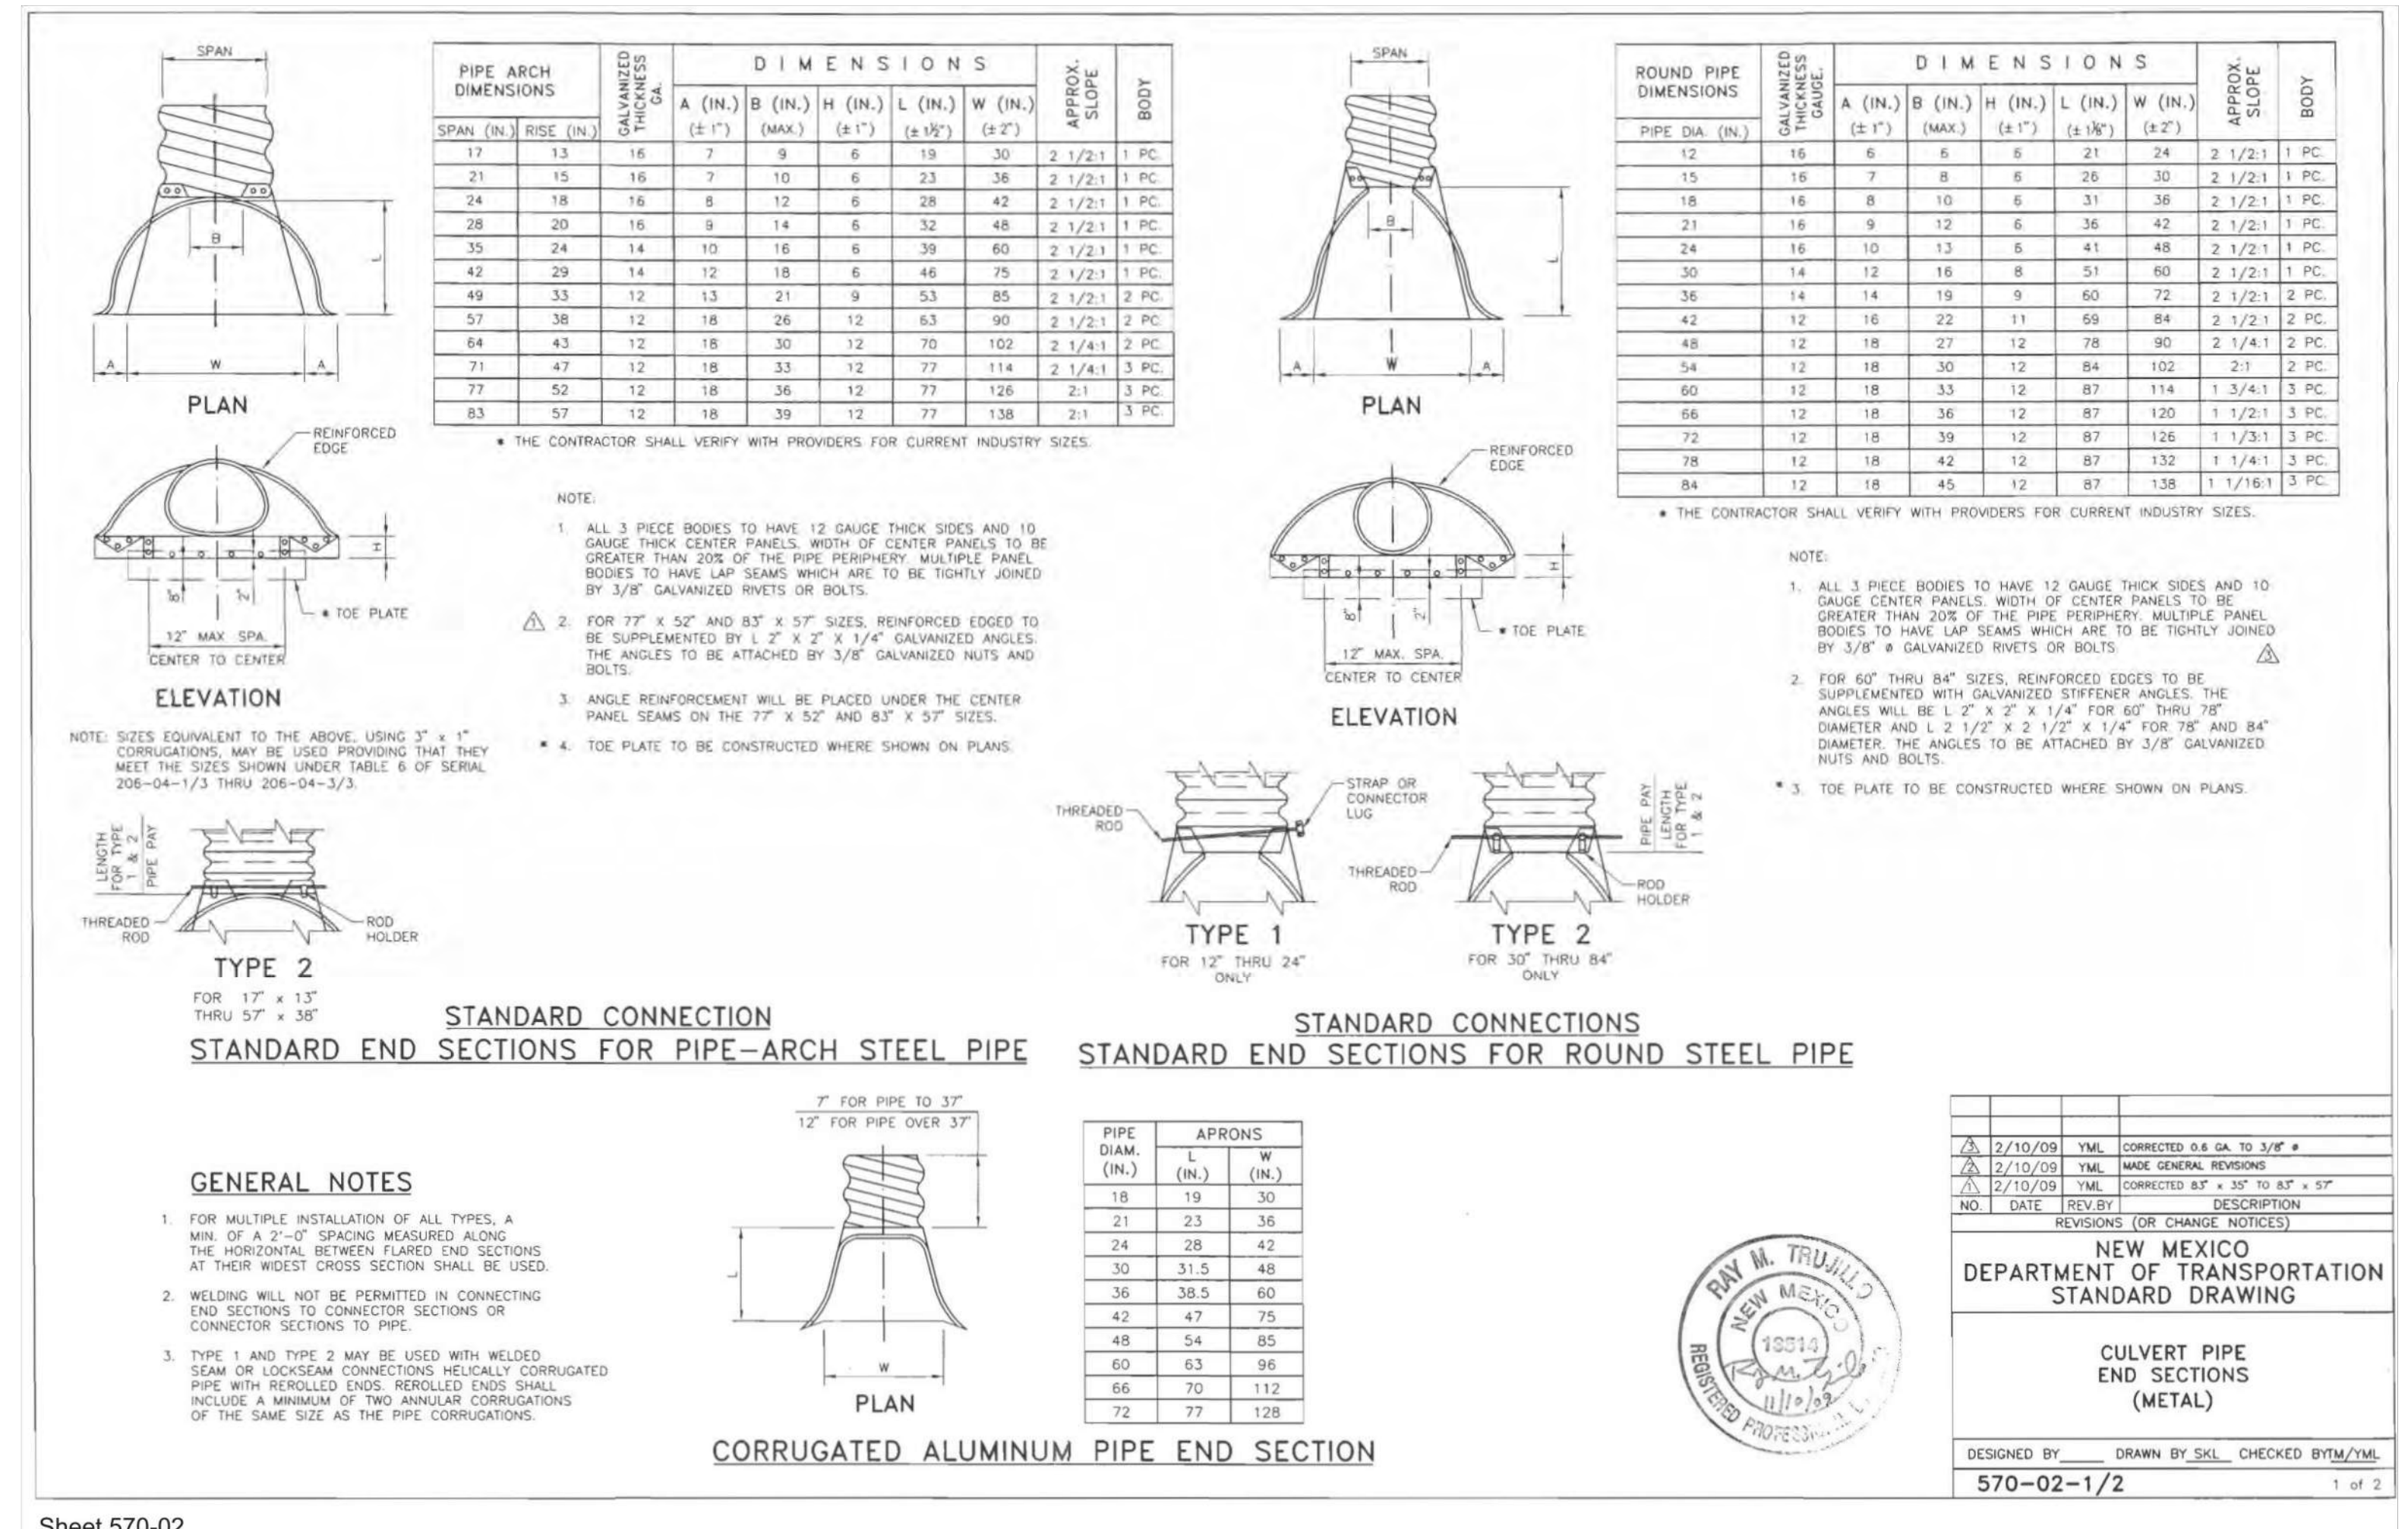 SPAN
B
L
A W A
PLAN
REINFORCED
EDGE
H
8" 2"
* TOE PLATE
12" MAX SPA.
CENTER TO CENTER
ELEVATION
NOTE: SIZES EQUIVALENT TO THE ABOVE, USING 3" x 1"
CORRUGATIONS, MAY BE USED PROVIDING THAT THEY
MEET THE SIZES SHOWN UNDER TABLE 6 OF SERIAL
206-04-1/3 THRU 206-04-3/3.
LENGTH
FOR TYPE
1 & 2
PIPE PAY
THREADED
ROD
ROD
HOLDER
TYPE 2
FOR 17" x 13"
THRU 57" x 38"
PIPE ARCH
DIMENSIONS
GALVANIZED
THICKNESS
GA.
DIMENSIONS
APPROX.
SLOPE
BODY
SPAN (IN.) RISE (IN.)
A (IN.) B (IN.) H (IN.) L (IN.) W (IN.)
(± 1") (MAX.) (± 1") (± 1½") (± 2")
17 13 16 7 9 6 19 30 2 1/2:1 1 PC.
21 15 16 7 10 6 23 36 2 1/2:1 1 PC.
24 18 16 8 12 6 28 42 2 1/2:1 1 PC.
28 20 16 9 14 6 32 48 2 1/2:1 1 PC.
35 24 14 10 16 6 39 60 2 1/2:1 1 PC.
42 29 14 12 18 6 46 75 2 1/2:1 1 PC.
49 33 12 13 21 9 53 85 2 1/2:1 2 PC.
57 38 12 18 26 12 63 90 2 1/2:1 2 PC.
64 43 12 18 30 12 70 102 2 1/4:1 2 PC.
71 47 12 18 33 12 77 114 2 1/4:1 3 PC.
77 52 12 18 36 12 77 126 2:1 3 PC.
83 57 12 18 39 12 77 138 2:1 3 PC.
* THE CONTRACTOR SHALL VERIFY WITH PROVIDERS FOR CURRENT INDUSTRY SIZES.
NOTE:
1. ALL 3 PIECE BODIES TO HAVE 12 GAUGE THICK SIDES AND 10
GAUGE THICK CENTER PANELS. WIDTH OF CENTER PANELS TO BE
GREATER THAN 20% OF THE PIPE PERIPHERY. MULTIPLE PANEL
BODIES TO HAVE LAP SEAMS WHICH ARE TO BE TIGHTLY JOINED
BY 3/8" GALVANIZED RIVETS OR BOLTS.
1 2. FOR 77" X 52" AND 83" X 57" SIZES, REINFORCED EDGED TO
BE SUPPLEMENTED BY L 2" X 2" X 1/4" GALVANIZED ANGLES.
THE ANGLES TO BE ATTACHED BY 3/8" GALVANIZED NUTS AND
BOLTS.
3. ANGLE REINFORCEMENT WILL BE PLACED UNDER THE CENTER
PANEL SEAMS ON THE 77" X 52" AND 83" X 57" SIZES.
* 4. TOE PLATE TO BE CONSTRUCTED WHERE SHOWN ON PLANS.
STANDARD CONNECTION
STANDARD END SECTIONS FOR PIPE-ARCH STEEL PIPE
SPAN
B
L
A W A
PLAN
REINFORCED
EDGE
H
8" 2"
* TOE PLATE
12" MAX. SPA.
CENTER TO CENTER
ELEVATION
THREADED
ROD
STRAP OR
CONNECTOR
LUG
TYPE 1
FOR 12" THRU 24"
ONLY
THREADED
ROD
PIPE PAY
LENGTH
FOR TYPE
1 & 2
ROD
HOLDER
TYPE 2
FOR 30" THRU 84"
ONLY
ROUND PIPE
DIMENSIONS
GALVANIZED
THICKNESS
GAUGE.
DIMENSIONS
APPROX.
SLOPE
BODY
PIPE DIA. (IN.)
A (IN.) B (IN.) H (IN.) L (IN.) W (IN.)
(± 1") (MAX.) (± 1") (± 2")
12 16 6 6 6 21 24 2 1/2:1 1 PC.
15 16 7 8 6 26 30 2 1/2:1 1 PC.
18 16 8 10 6 31 36 2 1/2:1 1 PC.
21 16 9 12 6 36 42 2 1/2:1 1 PC.
24 16 10 13 6 41 48 2 1/2:1 1 PC.
30 14 12 16 8 51 60 2 1/2:1 1 PC.
36 14 14 19 9 60 72 2 1/2:1 2 PC.
42 12 16 22 11 69 84 2 1/2:1 2 PC.
48 12 18 27 12 78 90 2 1/4:1 2 PC.
54 12 18 30 12 84 102 2:1 2 PC.
60 12 18 33 12 87 114 1 3/4:1 3 PC.
66 12 18 36 12 87 120 1 1/2:1 3 PC.
72 12 18 39 12 87 126 1 1/3:1 3 PC.
78 12 18 42 12 87 132 1 1/4:1 3 PC.
84 12 18 45 12 87 138 1 1/16:1 3 PC.
* THE CONTRACTOR SHALL VERIFY WITH PROVIDERS FOR CURRENT INDUSTRY SIZES.
NOTE:
1. ALL 3 PIECE BODIES TO HAVE 12 GAUGE THICK SIDES AND 10
GAUGE CENTER PANELS. WIDTH OF CENTER PANELS TO BE
GREATER THAN 20% OF THE PIPE PERIPHERY. MULTIPLE PANEL
BODIES TO HAVE LAP SEAMS WHICH ARE TO BE TIGHTLY JOINED
BY 3/8" ø GALVANIZED RIVETS OR BOLTS. 3
2. FOR 60" THRU 84" SIZES, REINFORCED EDGES TO BE
SUPPLEMENTED WITH GALVANIZED STIFFENER ANGLES. THE
ANGLES WILL BE L 2" X 2" X 1/4" FOR 60" THRU 78"
DIAMETER AND L 2 1/2" X 2 1/2" X 1/4" FOR 78" AND 84"
DIAMETER. THE ANGLES TO BE ATTACHED BY 3/8" GALVANIZED
NUTS AND BOLTS.
* 3. TOE PLATE TO BE CONSTRUCTED WHERE SHOWN ON PLANS.
STANDARD CONNECTIONS
STANDARD END SECTIONS FOR ROUND STEEL PIPE
GENERAL NOTES
1. FOR MULTIPLE INSTALLATION OF ALL TYPES, A
MIN. OF A 2'-0" SPACING MEASURED ALONG
THE HORIZONTAL BETWEEN FLARED END SECTIONS
AT THEIR WIDEST CROSS SECTION SHALL BE USED.
2. WELDING WILL NOT BE PERMITTED IN CONNECTING
END SECTIONS TO CONNECTOR SECTIONS OR
CONNECTOR SECTIONS TO PIPE.
3. TYPE 1 AND TYPE 2 MAY BE USED WITH WELDED
SEAM OR LOCKSEAM CONNECTIONS HELICALLY CORRUGATED
PIPE WITH REROLLED ENDS. REROLLED ENDS SHALL
INCLUDE A MINIMUM OF TWO ANNULAR CORRUGATIONS
OF THE SAME SIZE AS THE PIPE CORRUGATIONS.
7" FOR PIPE TO 37"
12" FOR PIPE OVER 37"
L
W
PLAN
PIPE
DIAM.
(IN.)
APRONS
L
(IN.)
W
(IN.)
18 19 30
21 23 36
24 28 42
30 31.5 48
36 38.5 60
42 47 75
48 54 85
60 63 96
66 70 112
72 77 128
CORRUGATED ALUMINUM PIPE END SECTION
RAY M. TRUJILLO
NEW MEXICO
18514
11/10/09
REGISTERED
3 2/10/09 YML CORRECTED 0.6 GA. TO 3/8" ø
2 2/10/09 YML MADE GENERAL REVISIONS
1 2/10/09 YML CORRECTED 83" x 35" TO 83" x 57"
NO. DATE REV.BY DESCRIPTION
REVISIONS (OR CHANGE NOTICES)
NEW MEXICO
DEPARTMENT OF TRANSPORTATION
STANDARD DRAWING
CULVERT PIPE
END SECTIONS
(METAL)
DESIGNED BY DRAWN BY SKL CHECKED BY TM/YML
570-02-1/2 1 of 2
Sheet 570-02